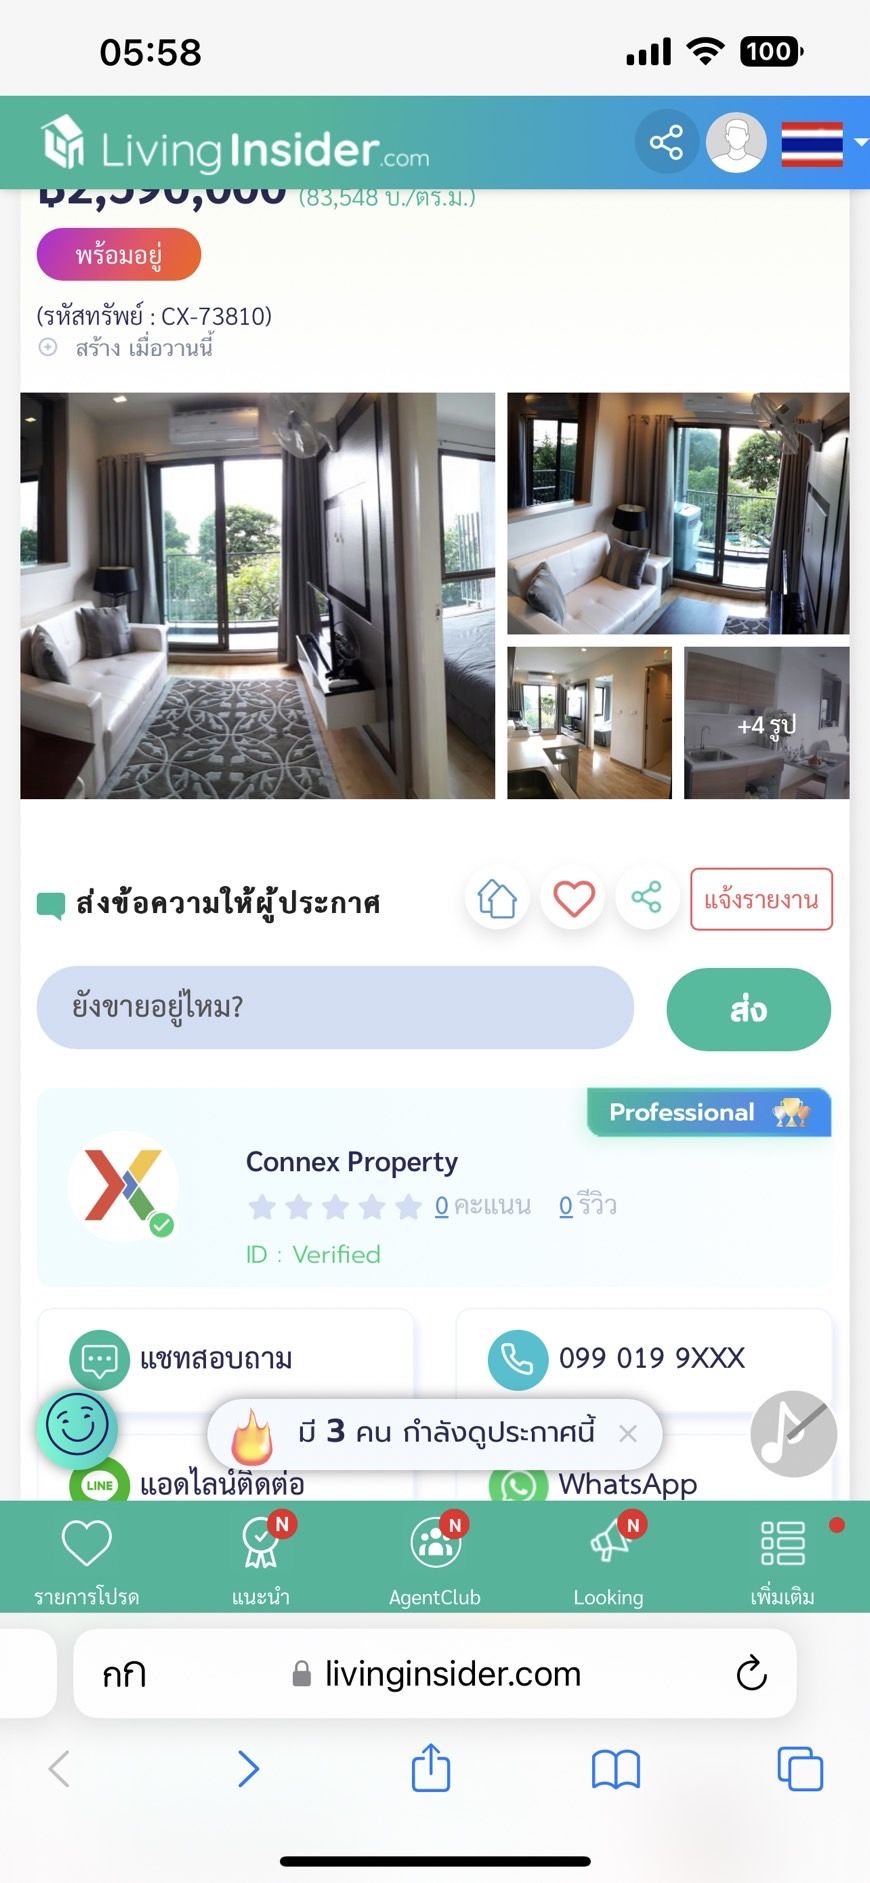 05:58
100
LivingInsider.com
฿2,590,000 (83,548 บ./ตร.ม.)
พร้อมอยู่
(รหัสทรัพย์ : CX-73810)
สร้าง เมื่อวานนี้
+4 รูป
ส่งข้อความให้ผู้ประกาศ
แจ้งรายงาน
ยังขายอยู่ไหม?
ส่ง
Professional
Connex Property
0 คะแนน 0 รีวิว
ID : Verified
แชทสอบถาม
099 019 9XXX
มี 3 คน กำลังดูประกาศนี้
LINE แอดไลน์ติดต่อ
WhatsApp
N N N
รายการโปรด แนะนำ AgentClub Looking เพิ่มเติม
กก livinginsider.com